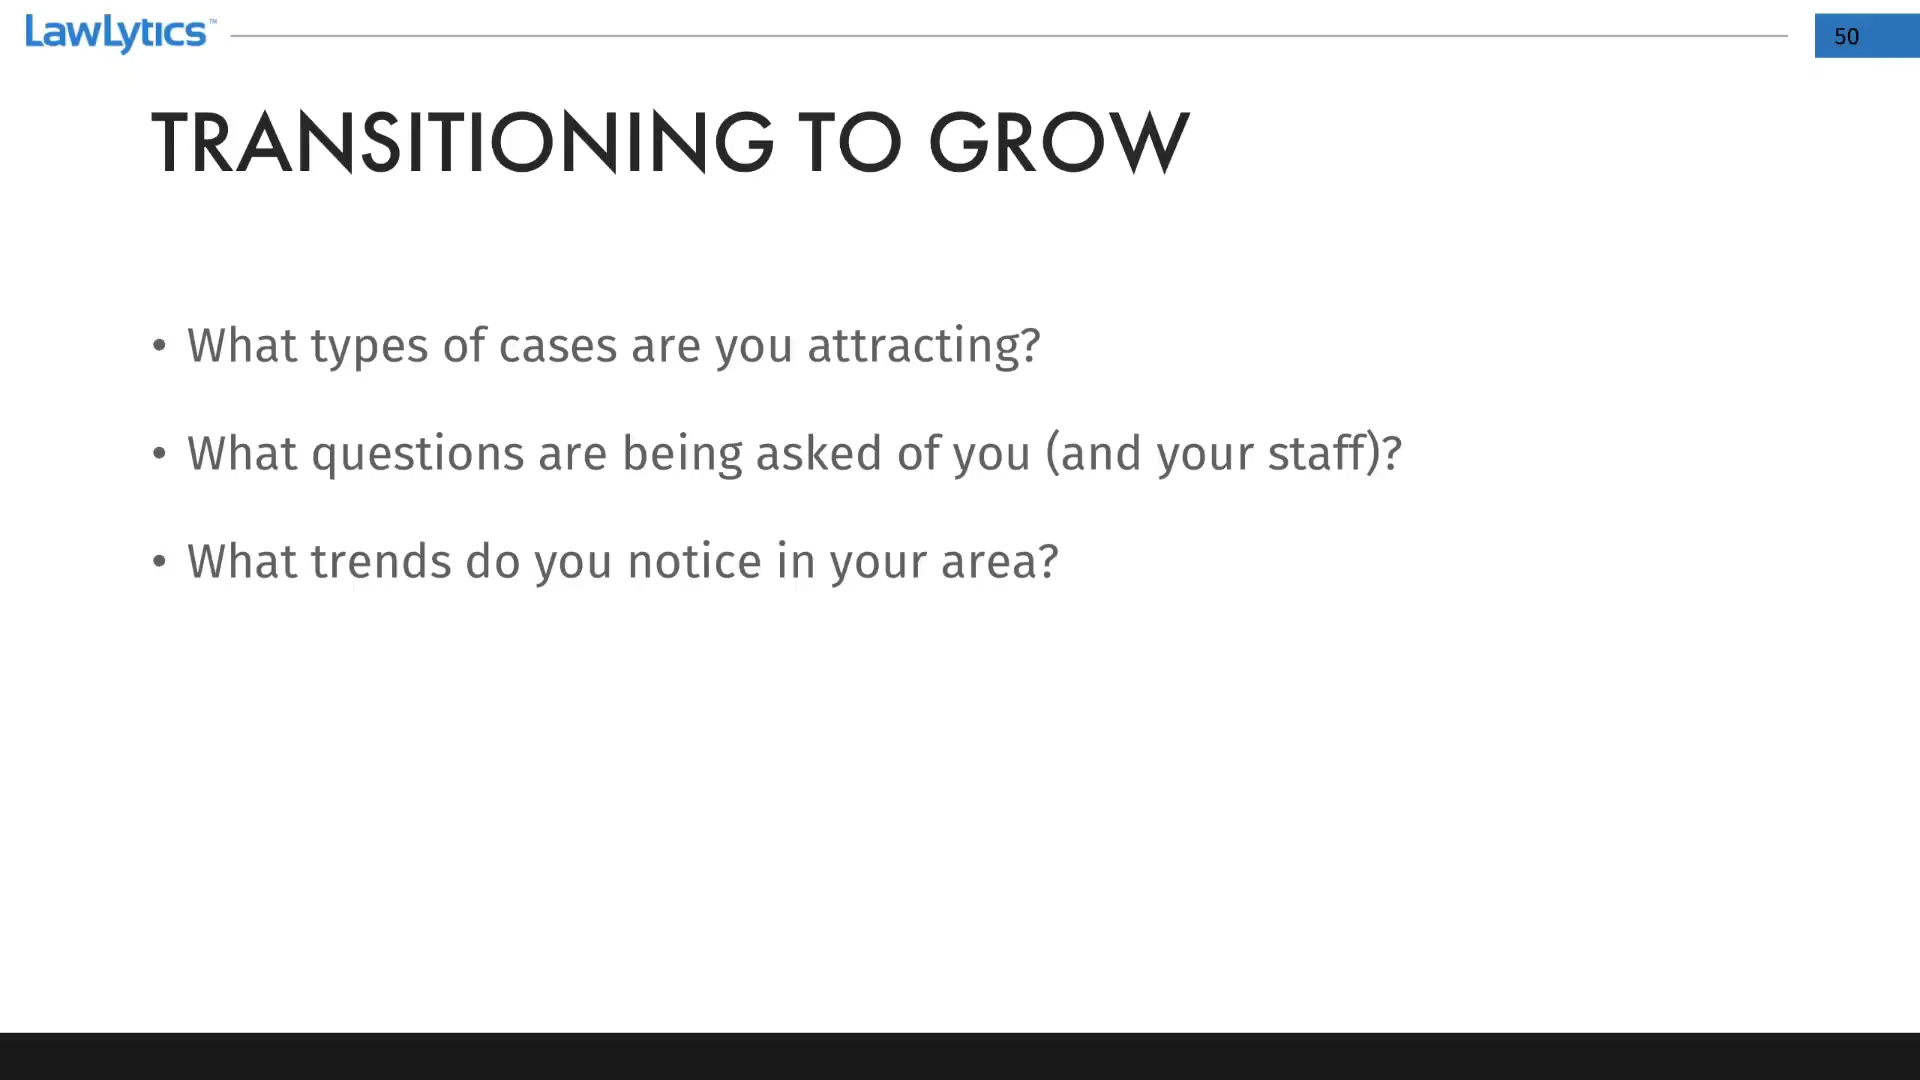 LawLytics™
50
TRANSITIONING TO GROW
• What types of cases are you attracting?
• What questions are being asked of you (and your staff)?
• What trends do you notice in your area?